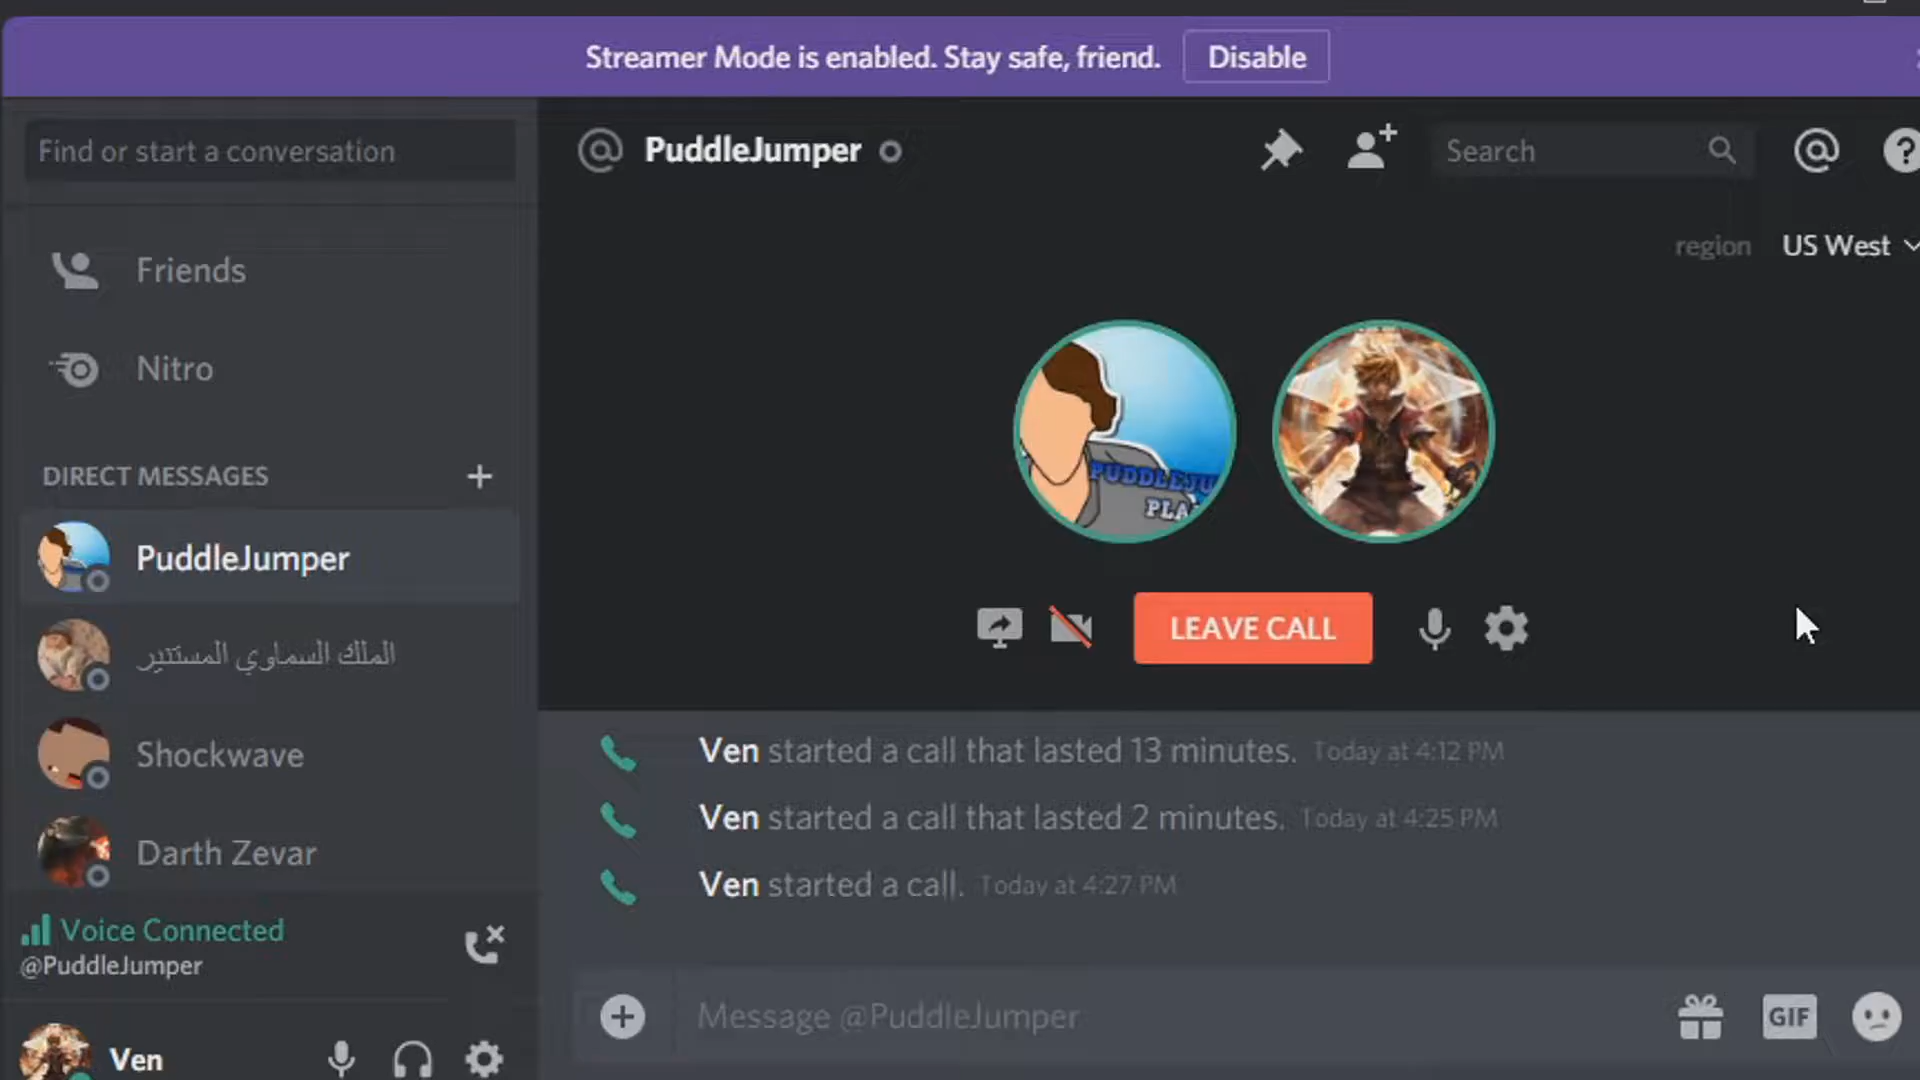 Streamer Mode is enabled. Stay safe, friend. Disable
Find or start a conversation
PuddleJumper
Search
region US West
Friends
Nitro
DIRECT MESSAGES
PuddleJumper
الملك السماوي المستتير
Shockwave
Darth Zevar
PUDDLEJU
PLA
LEAVE CALL
Ven started a call that lasted 13 minutes. Today at 4:12 PM
Ven started a call that lasted 2 minutes. Today at 4:25 PM
Ven started a call. Today at 4:27 PM
Voice Connected
@PuddleJumper
Ven
Message @PuddleJumper
GIF